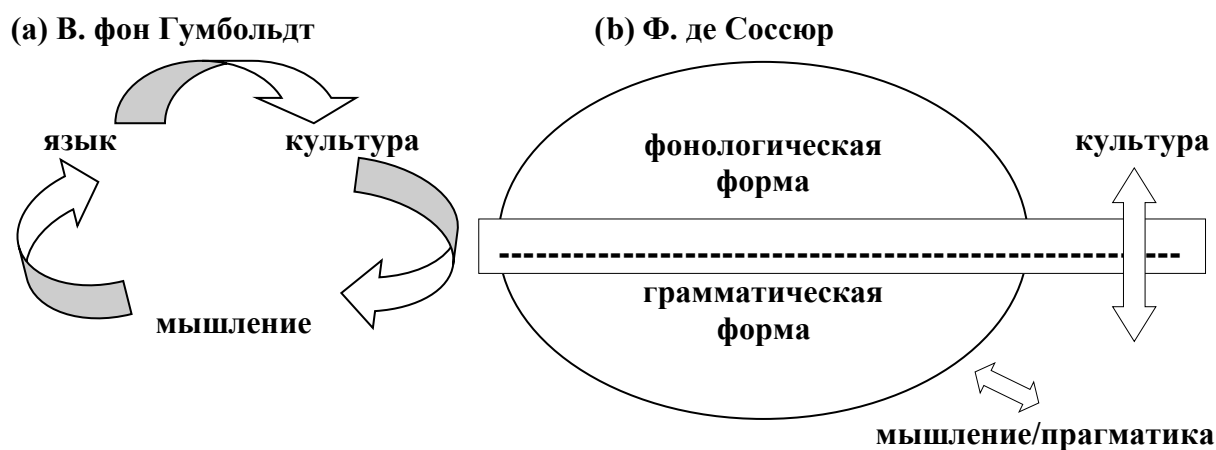 (a) В. фон Гумбольдт
язык
культура
мышление
(b) Ф. де Соссюр
фонологическая
форма
грамматическая
форма
культура
мышление/прагматика